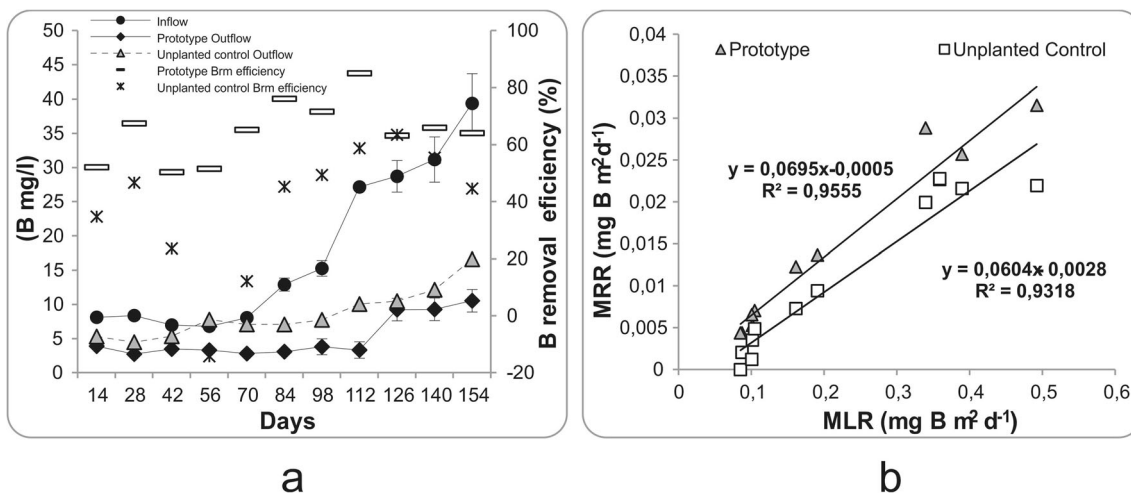 50
45
40
35
30
25
20
15
10
5
0
(B mg/l)
Inflow
Prototype Outflow
Unplanted control Outflow
Prototype Brm efficiency
Unplanted control Brm efficiency
100
80
60
40
20
0
-20
B removal eficiency (%)
14 28 42 56 70 84 98 112 126 140 154
Days
a
Prototype
Unplanted Control
0,04
0,035
0,03
0,025
0,02
0,015
0,01
0,005
0
MRR (mg B m² d⁻¹)
y = 0,0695x-0,0005
R² = 0,9555
y = 0,0604x- 0,0028
R² = 0,9318
0 0,1 0,2 0,3 0,4 0,5 0,6
MLR (mg B m² d⁻¹)
b